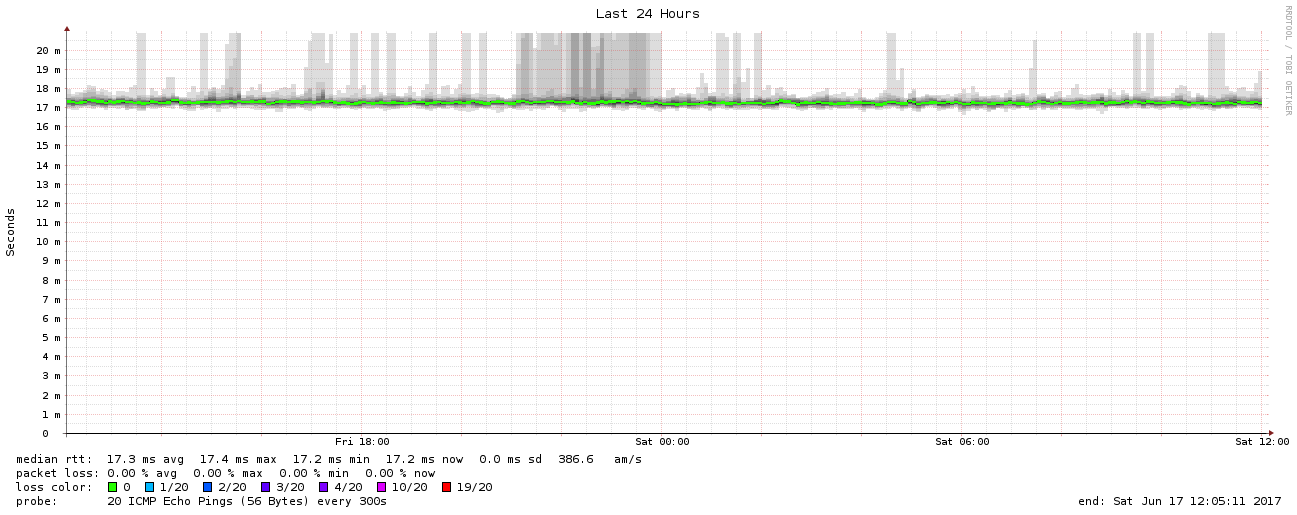 Last 24 Hours
RRDTOOL / TOBI OETIKER
Seconds
20 m
19 m
18 m
17 m
16 m
15 m
14 m
13 m
12 m
11 m
10 m
9 m
8 m
7 m
6 m
5 m
4 m
3 m
2 m
1 m
0
Fri 18:00 Sat 00:00 Sat 06:00 Sat 12:00
median rtt: 17.3 ms avg 17.4 ms max 17.2 ms min 17.2 ms now 0.0 ms sd 386.6 am/s
packet loss: 0.00 % avg 0.00 % max 0.00 % min 0.00 % now
loss color: 0 1/20 2/20 3/20 4/20 10/20 19/20
probe: 20 ICMP Echo Pings (56 Bytes) every 300s end: Sat Jun 17 12:05:11 2017